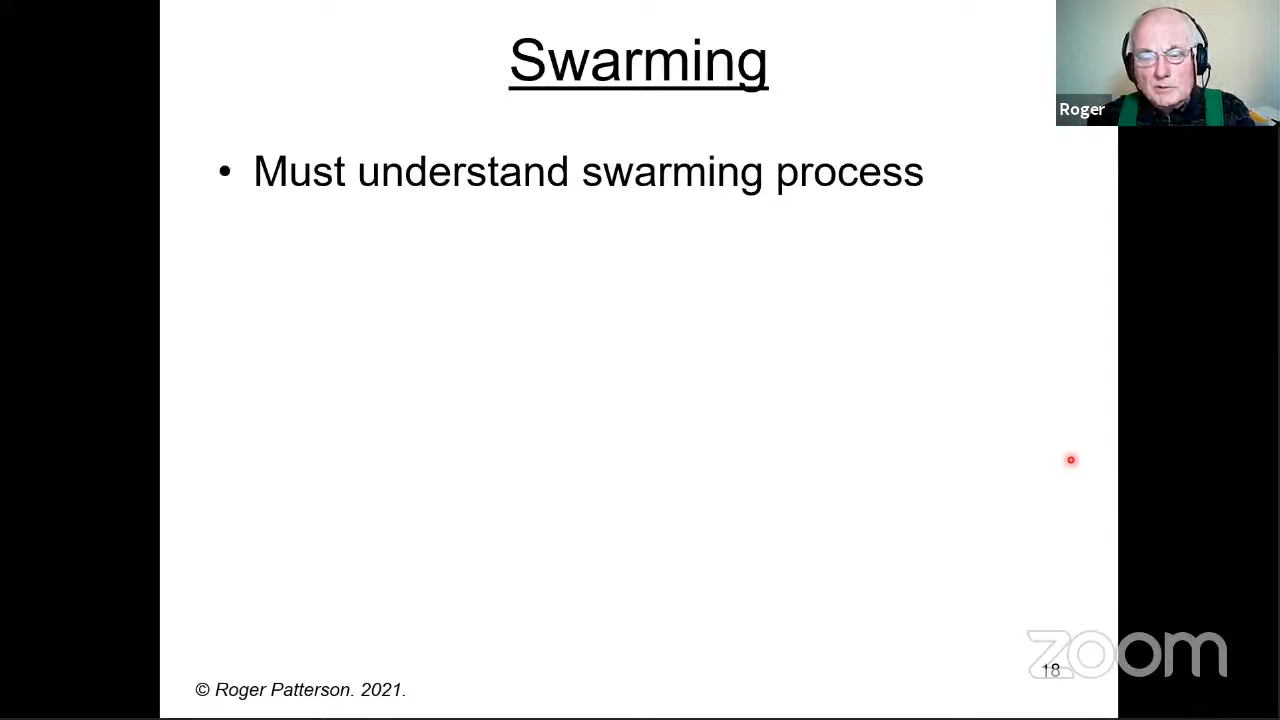 Swarming
Roger
• Must understand swarming process
zoom
18
© Roger Patterson. 2021.